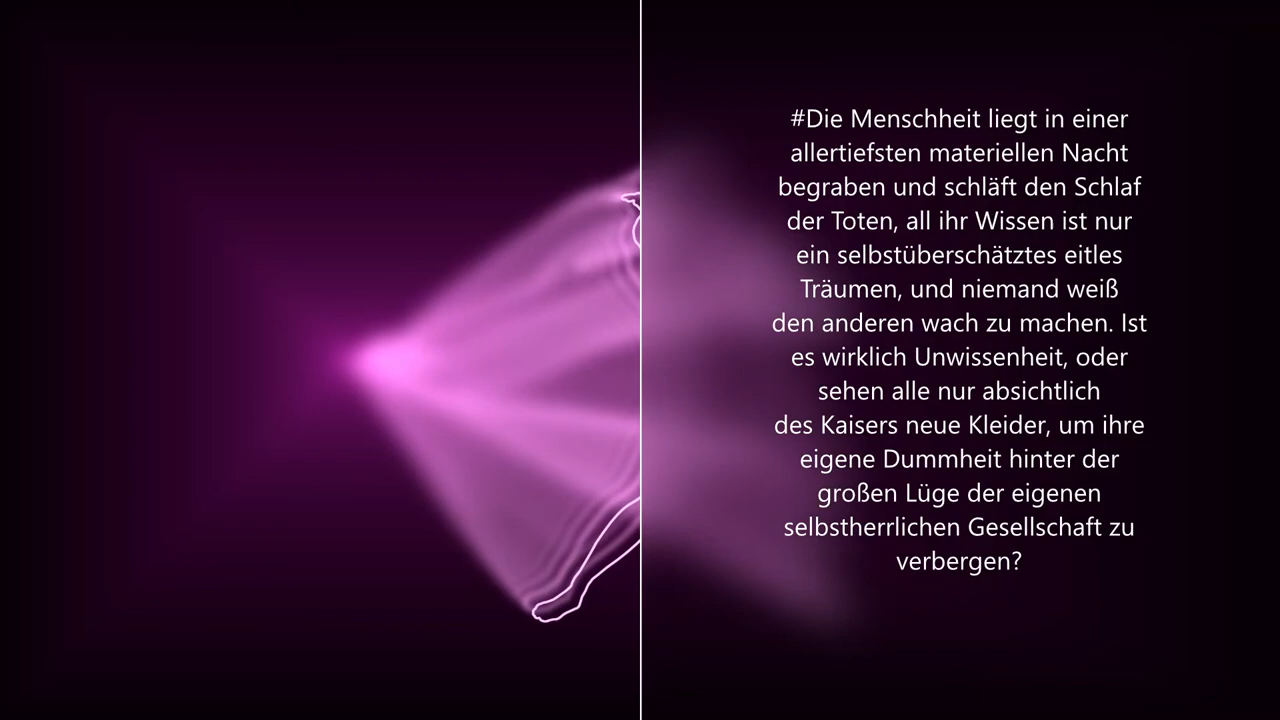 #Die Menschheit liegt in einer
allertiefsten materiellen Nacht
begraben und schläft den Schlaf
der Toten, all ihr Wissen ist nur
ein selbstüberschätztes eitles
Träumen, und niemand weiß
den anderen wach zu machen. Ist
es wirklich Unwissenheit, oder
sehen alle nur absichtlich
des Kaisers neue Kleider, um ihre
eigene Dummheit hinter der
großen Lüge der eigenen
selbstherrlichen Gesellschaft zu
verbergen?